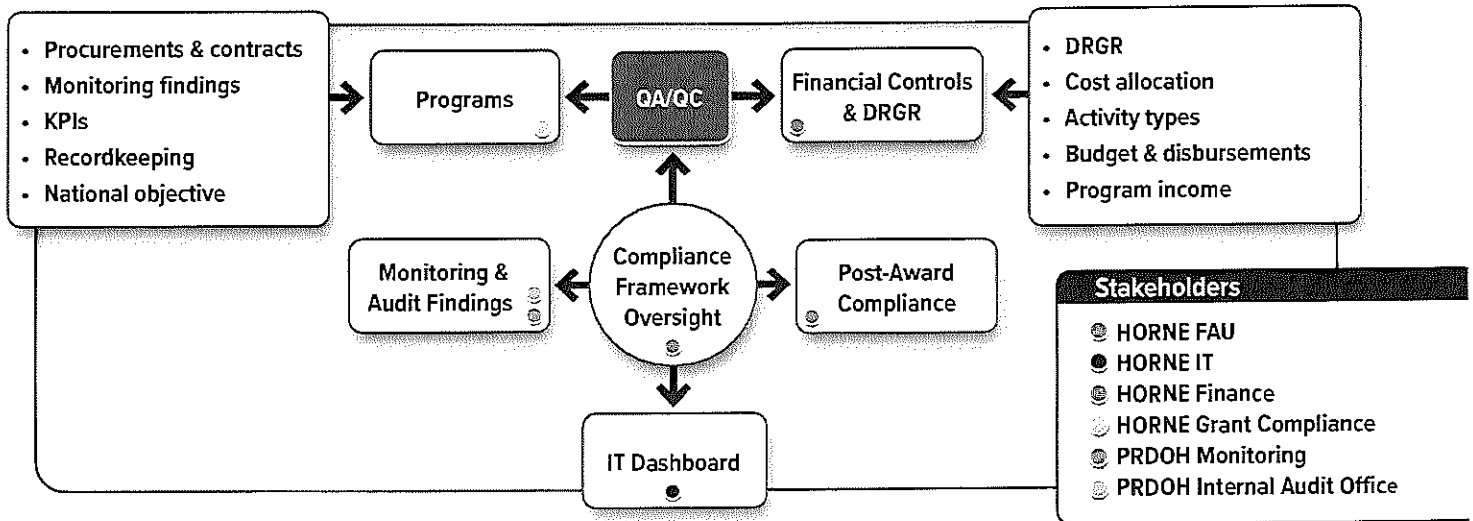 • Procurements & contracts
• Monitoring findings
• KPIs
• Recordkeeping
• National objective
Programs
QA/QC
Financial Controls
& DRGR
• DRGR
• Cost allocation
• Activity types
• Budget & disbursements
• Program income
Monitoring &
Audit Findings
Compliance
Framework
Oversight
Post-Award
Compliance
IT Dashboard
Stakeholders
HORNE FAU
HORNE IT
HORNE Finance
HORNE Grant Compliance
PRDOH Monitoring
PRDOH Internal Audit Office